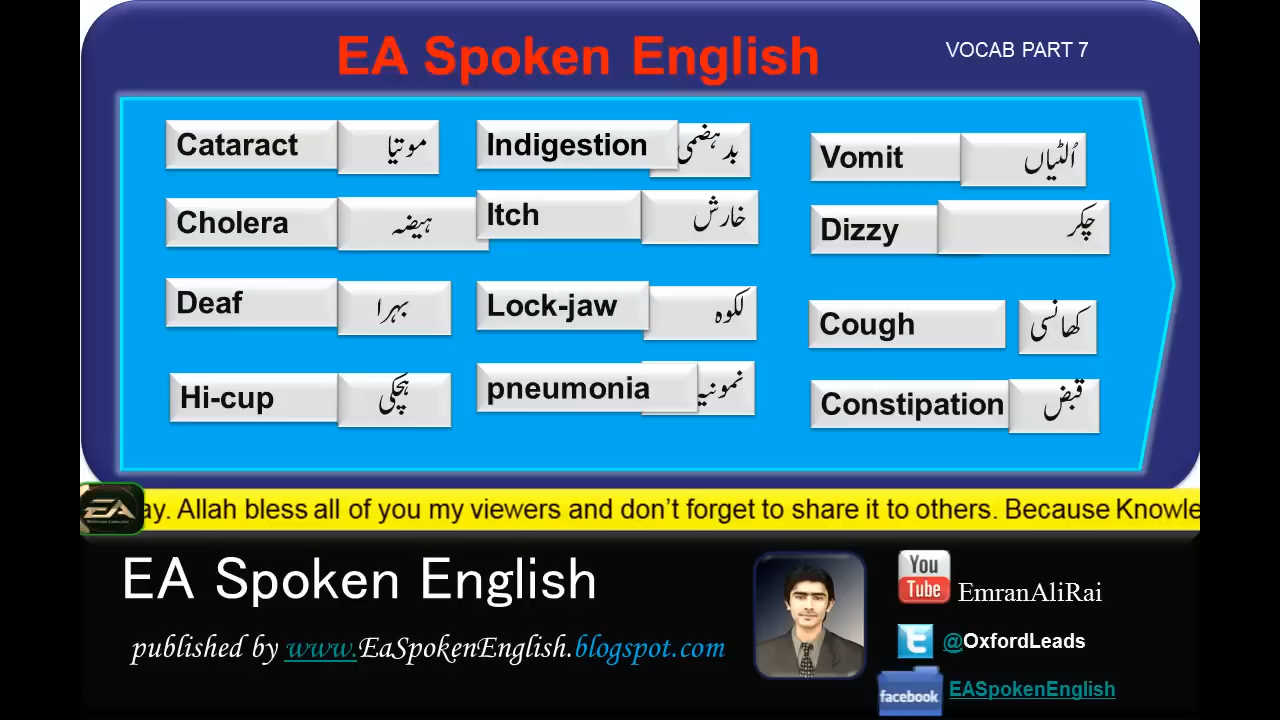 EA Spoken English
VOCAB PART 7
Cataract موتیا
Indigestion بد ہضمی
Vomit اُلٹیاں
Cholera ہیضہ
Itch خارش
Dizzy چکر
Deaf بہرا
Lock-jaw لکوہ
Cough کھانسی
Hi-cup ہچکی
pneumonia نمونیہ
Constipation قبض
EA
ay. Allah bless all of you my viewers and don't forget to share it to others. Because Knowle
EA Spoken English
published by www.EaSpokenEnglish.blogspot.com
You Tube EmranAliRai
@OxfordLeads
facebook EASpokenEnglish